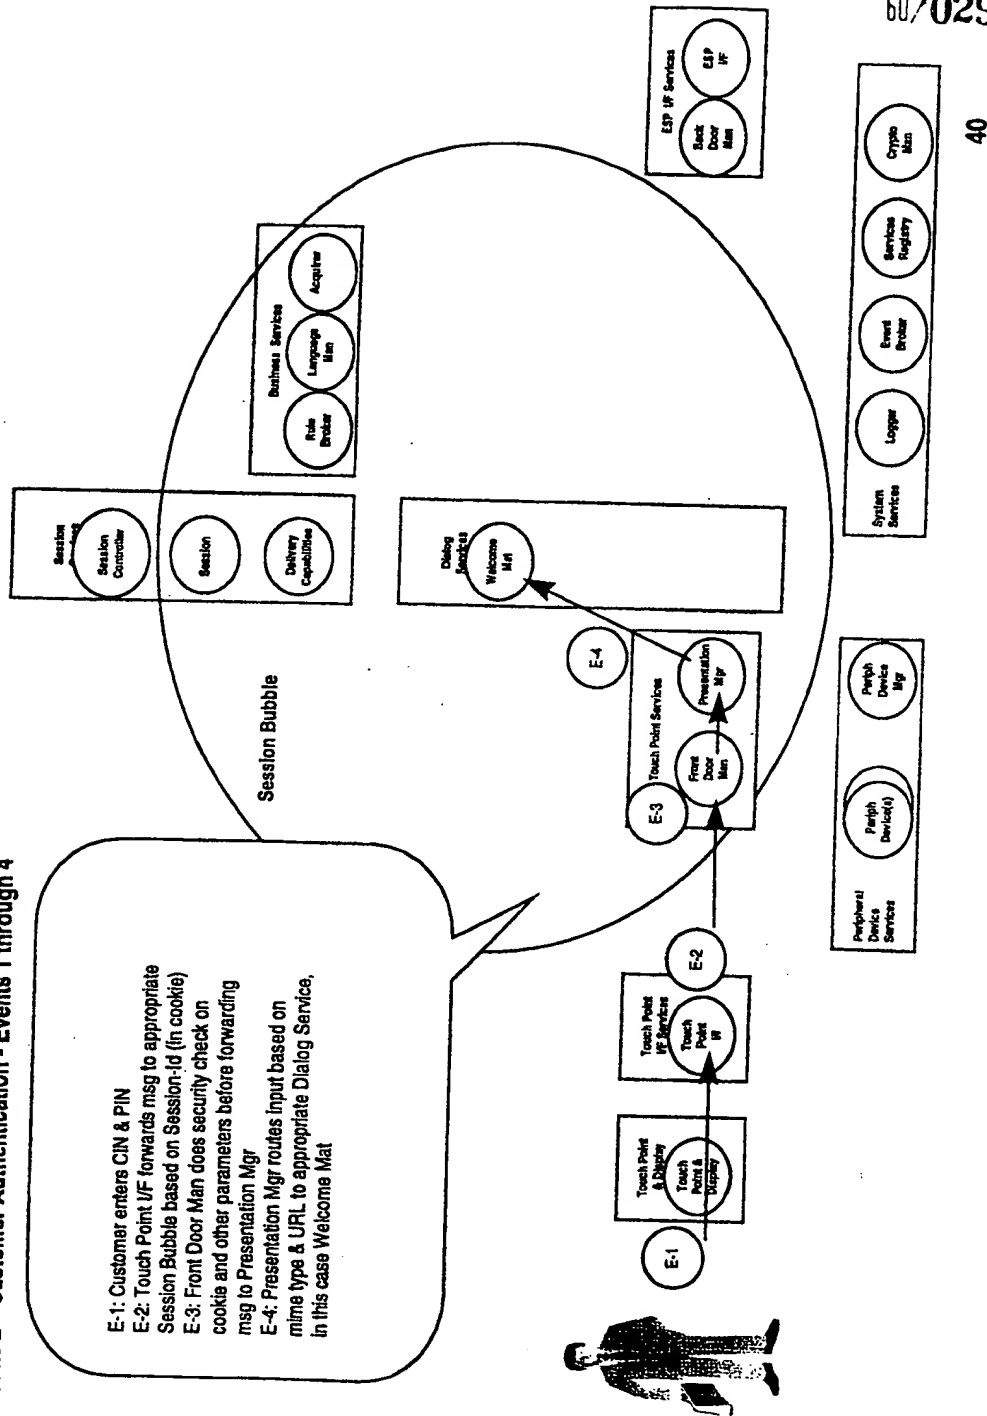 Customer Authentication - Events 1 through 4
E-1: Customer enters CIN & PIN
E-2: Touch Point I/F forwards msg to appropriate
Session Bubble based on Session-Id (in cookie)
E-3: Front Door Man does security check on
cookie and other parameters before forwarding
msg to Presentation Mgr
E-4: Presentation Mgr routes input based on
mime type & URL to appropriate Dialog Service,
in this case Welcome Mat
Session Bubble
Session
Session
Controller
Session
Delivery
Capabilities
Business Services
Rule
Broker
Language
Man
Acquirer
ESP I/F Services
Back
Door
Man
ESP
I/F
Dialog
Services
Welcome
Mat
E-4
Touch Point Services
E-3
Front
Door
Man
Presentation
Mgr
E-2
Touch Point
I/F Services
Touch
Point
I/F
Touch Point
& Display
Touch
Point &
Display
E-1
Peripheral
Device
Services
Periph
Device(s)
Periph
Device
Mgr
System
Services
Logger
Event
Broker
Services
Registry
Crypto
Man
40
60/029